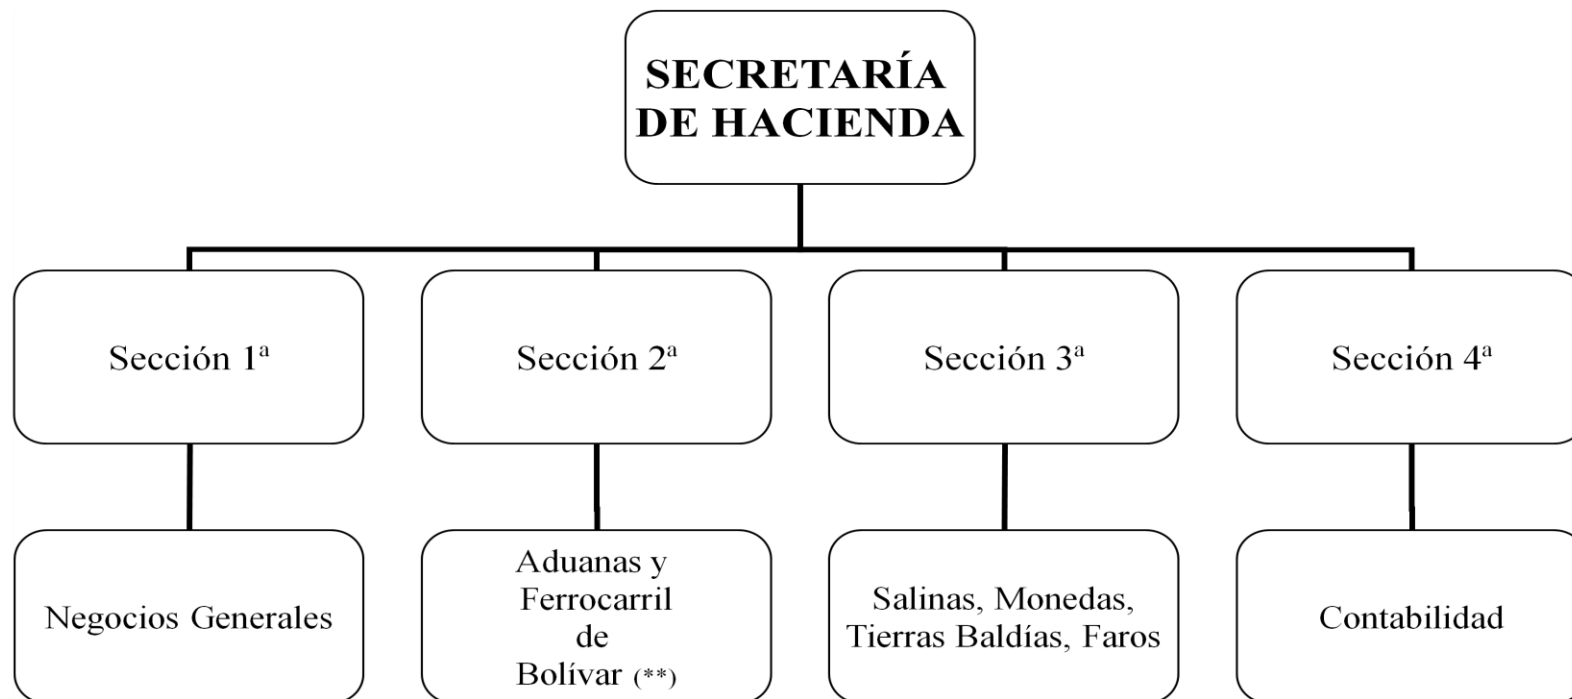 SECRETARÍA
DE HACIENDA
Sección 1ª
Sección 2ª
Sección 3ª
Sección 4ª
Negocios Generales
Aduanas y
Ferrocarril
de
Bolívar (**)
Salinas, Monedas,
Tierras Baldías, Faros
Contabilidad